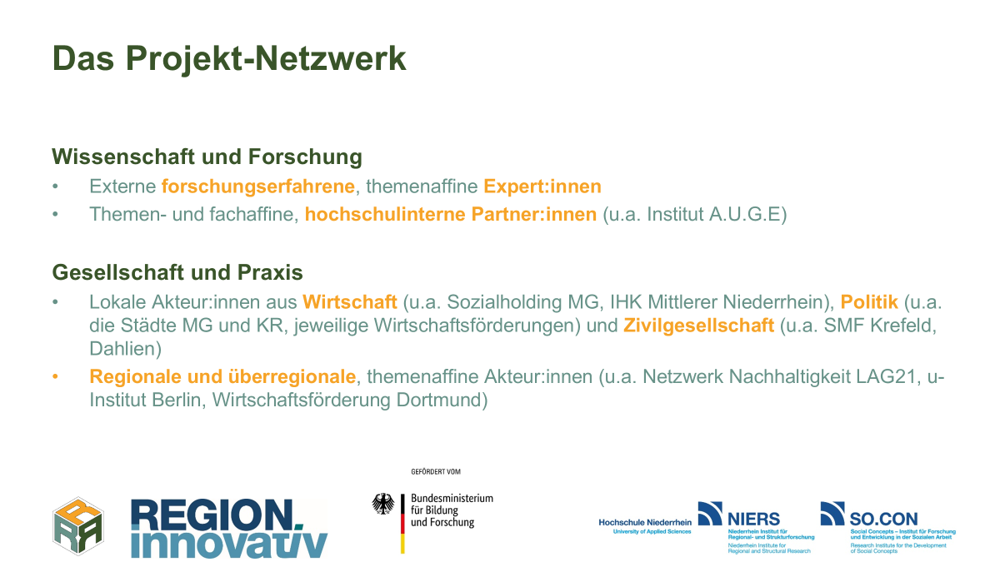 Das Projekt-Netzwerk
Wissenschaft und Forschung
• Externe forschungserfahrene, themenaffine Expert:innen
• Themen- und fachaffine, hochschulinterne Partner:innen (u.a. Institut A.U.G.E)
Gesellschaft und Praxis
• Lokale Akteur:innen aus Wirtschaft (u.a. Sozialholding MG, IHK Mittlerer Niederrhein), Politik (u.a.
die Städte MG und KR, jeweilige Wirtschaftsförderungen) und Zivilgesellschaft (u.a. SMF Krefeld,
Dahlien)
• Regionale und überregionale, themenaffine Akteur:innen (u.a. Netzwerk Nachhaltigkeit LAG21, u-
Institut Berlin, Wirtschaftsförderung Dortmund)
REGION.
innovativ
GEFÖRDERT VOM
Bundesministerium
für Bildung
und Forschung
Hochschule Niederrhein
University of Applied Sciences
NIERS
Niederrhein Institut für
Regional- und Strukturforschung
Niederrhein Institute for
Regional and Structural Research
SO.CON
Social Concepts – Institut für Forschung
und Entwicklung in der Sozialen Arbeit
Research Institute for the Development
of Social Concepts